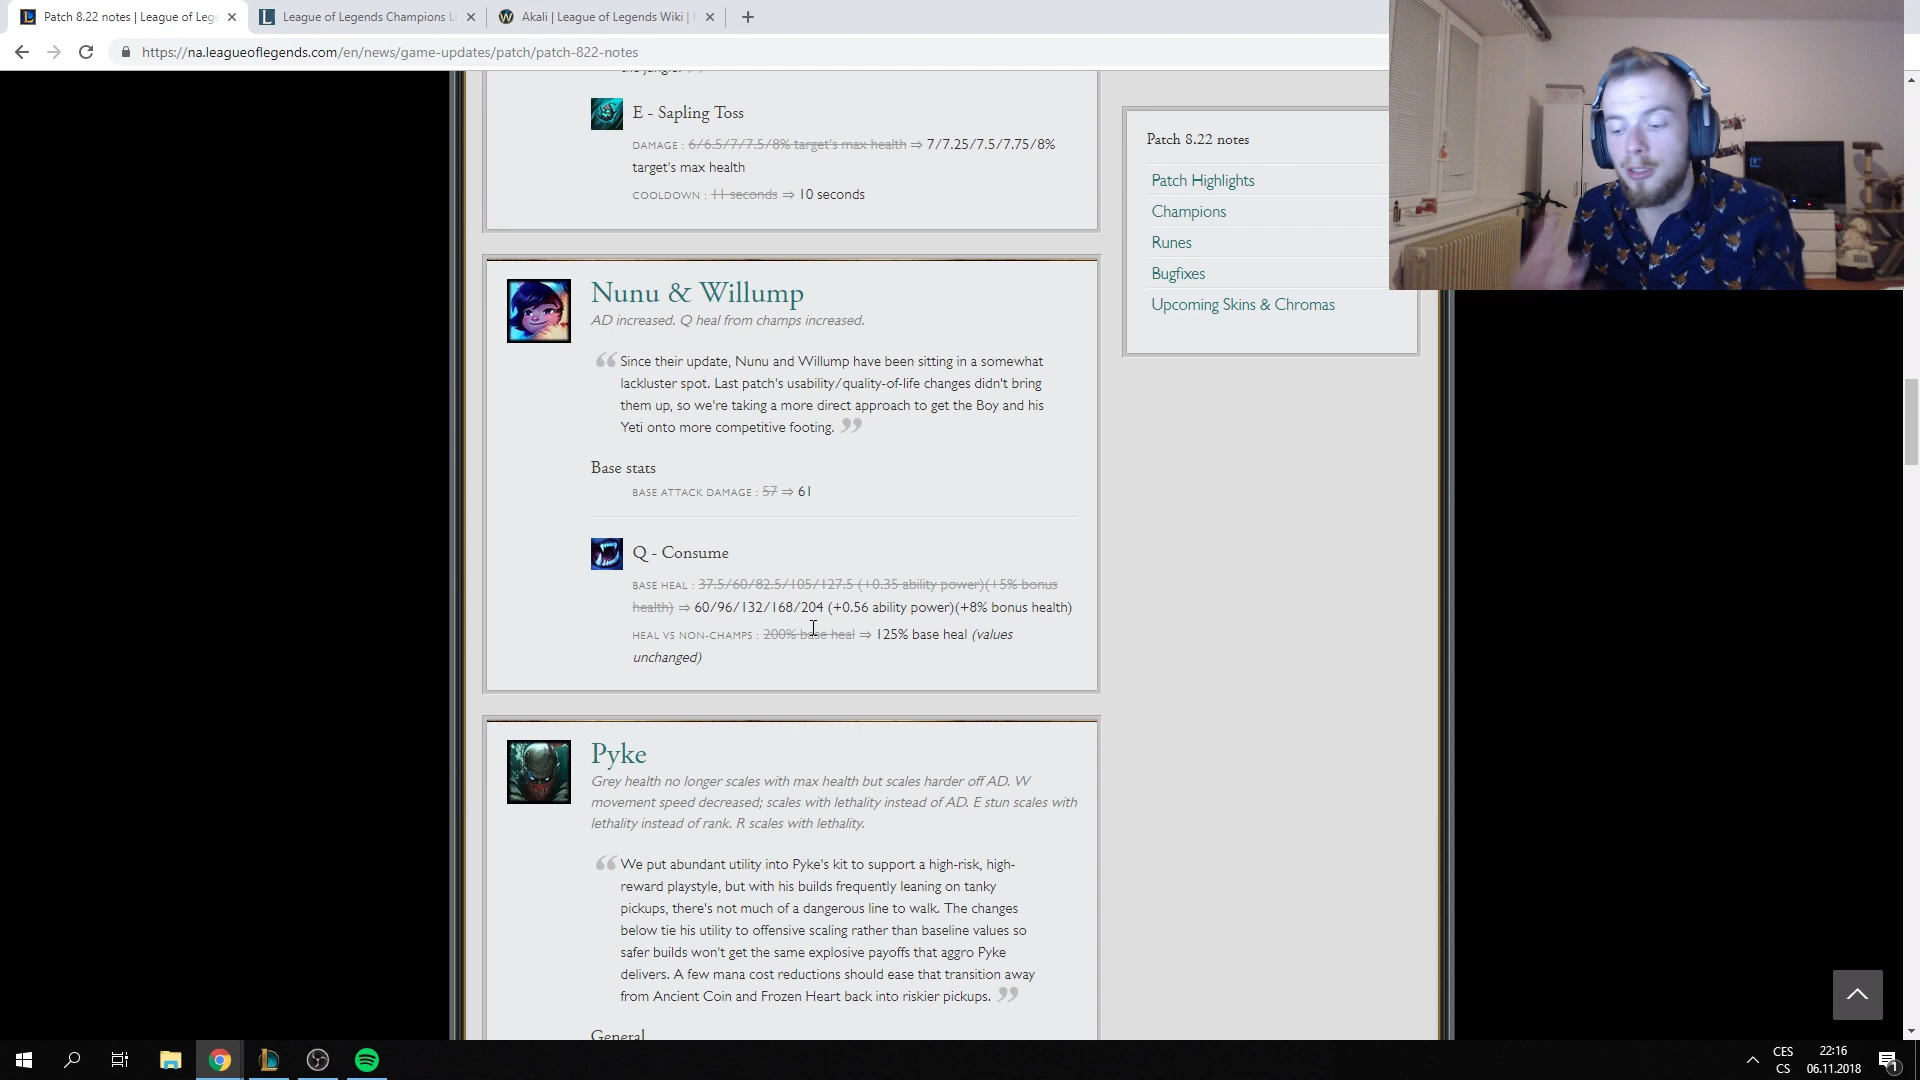 Patch 8.22 notes | League of Leg
League of Legends Champions Li
Akali | League of Legends Wiki |
https://na.leagueoflegends.com/en/news/game-updates/patch/patch-822-notes
the jungle.
E - Sapling Toss
DAMAGE : 6/6.5/7/7.5/8% target's max health ⇒ 7/7.25/7.5/7.75/8%
target's max health
COOLDOWN : 11 seconds ⇒ 10 seconds
Nunu & Willump
AD increased. Q heal from champs increased.
Since their update, Nunu and Willump have been sitting in a somewhat
lackluster spot. Last patch's usability/quality-of-life changes didn't bring
them up, so we're taking a more direct approach to get the Boy and his
Yeti onto more competitive footing.
Base stats
BASE ATTACK DAMAGE : 57 ⇒ 61
Q - Consume
BASE HEAL : 37.5/60/82.5/105/127.5 (+0.35 ability power)(+5% bonus
health) ⇒ 60/96/132/168/204 (+0.56 ability power)(+8% bonus health)
HEAL VS NON-CHAMPS : 200% base heal ⇒ 125% base heal (values
unchanged)
Pyke
Grey health no longer scales with max health but scales harder off AD. W
movement speed decreased; scales with lethality instead of AD. E stun scales with
lethality instead of rank. R scales with lethality.
We put abundant utility into Pyke's kit to support a high-risk, high-
reward playstyle, but with his builds frequently leaning on tanky
pickups, there's not much of a dangerous line to walk. The changes
below tie his utility to offensive scaling rather than baseline values so
safer builds won't get the same explosive payoffs that aggro Pyke
delivers. A few mana cost reductions should ease that transition away
from Ancient Coin and Frozen Heart back into riskier pickups.
General
Patch 8.22 notes
Patch Highlights
Champions
Runes
Bugfixes
Upcoming Skins & Chromas
CES
CS
22:16
06.11.2018
1